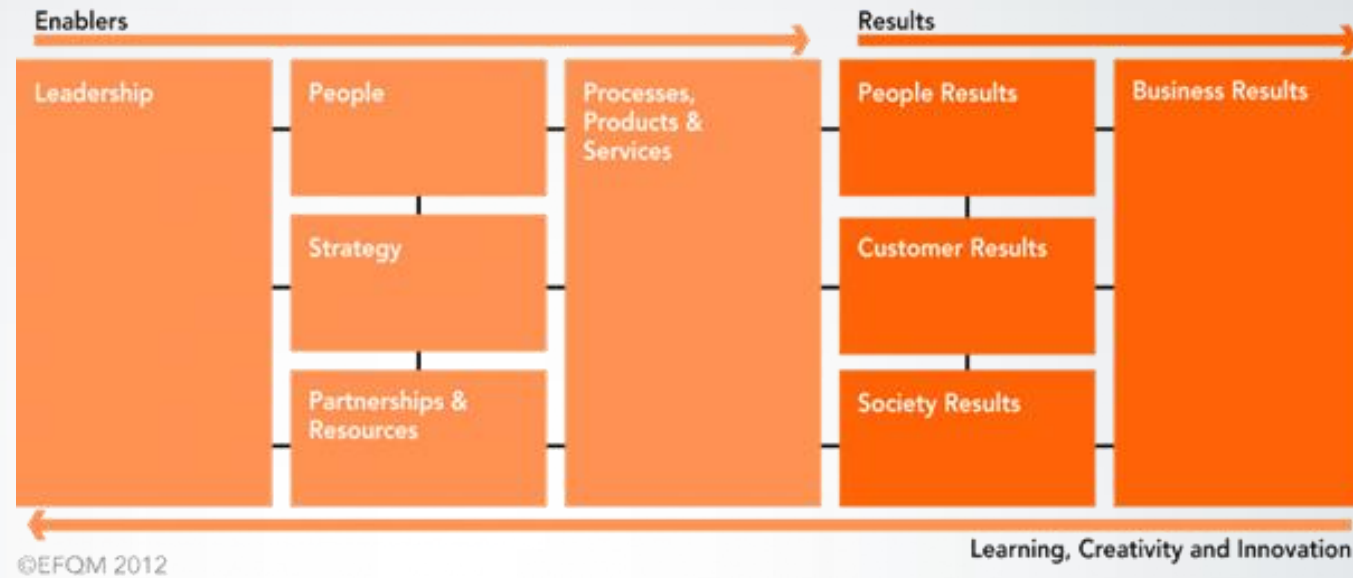 Enablers
Results
Leadership
People
Processes,
Products &
Services
People Results
Business Results
Strategy
Customer Results
Partnerships &
Resources
Society Results
Learning, Creativity and Innovation
©EFQM 2012